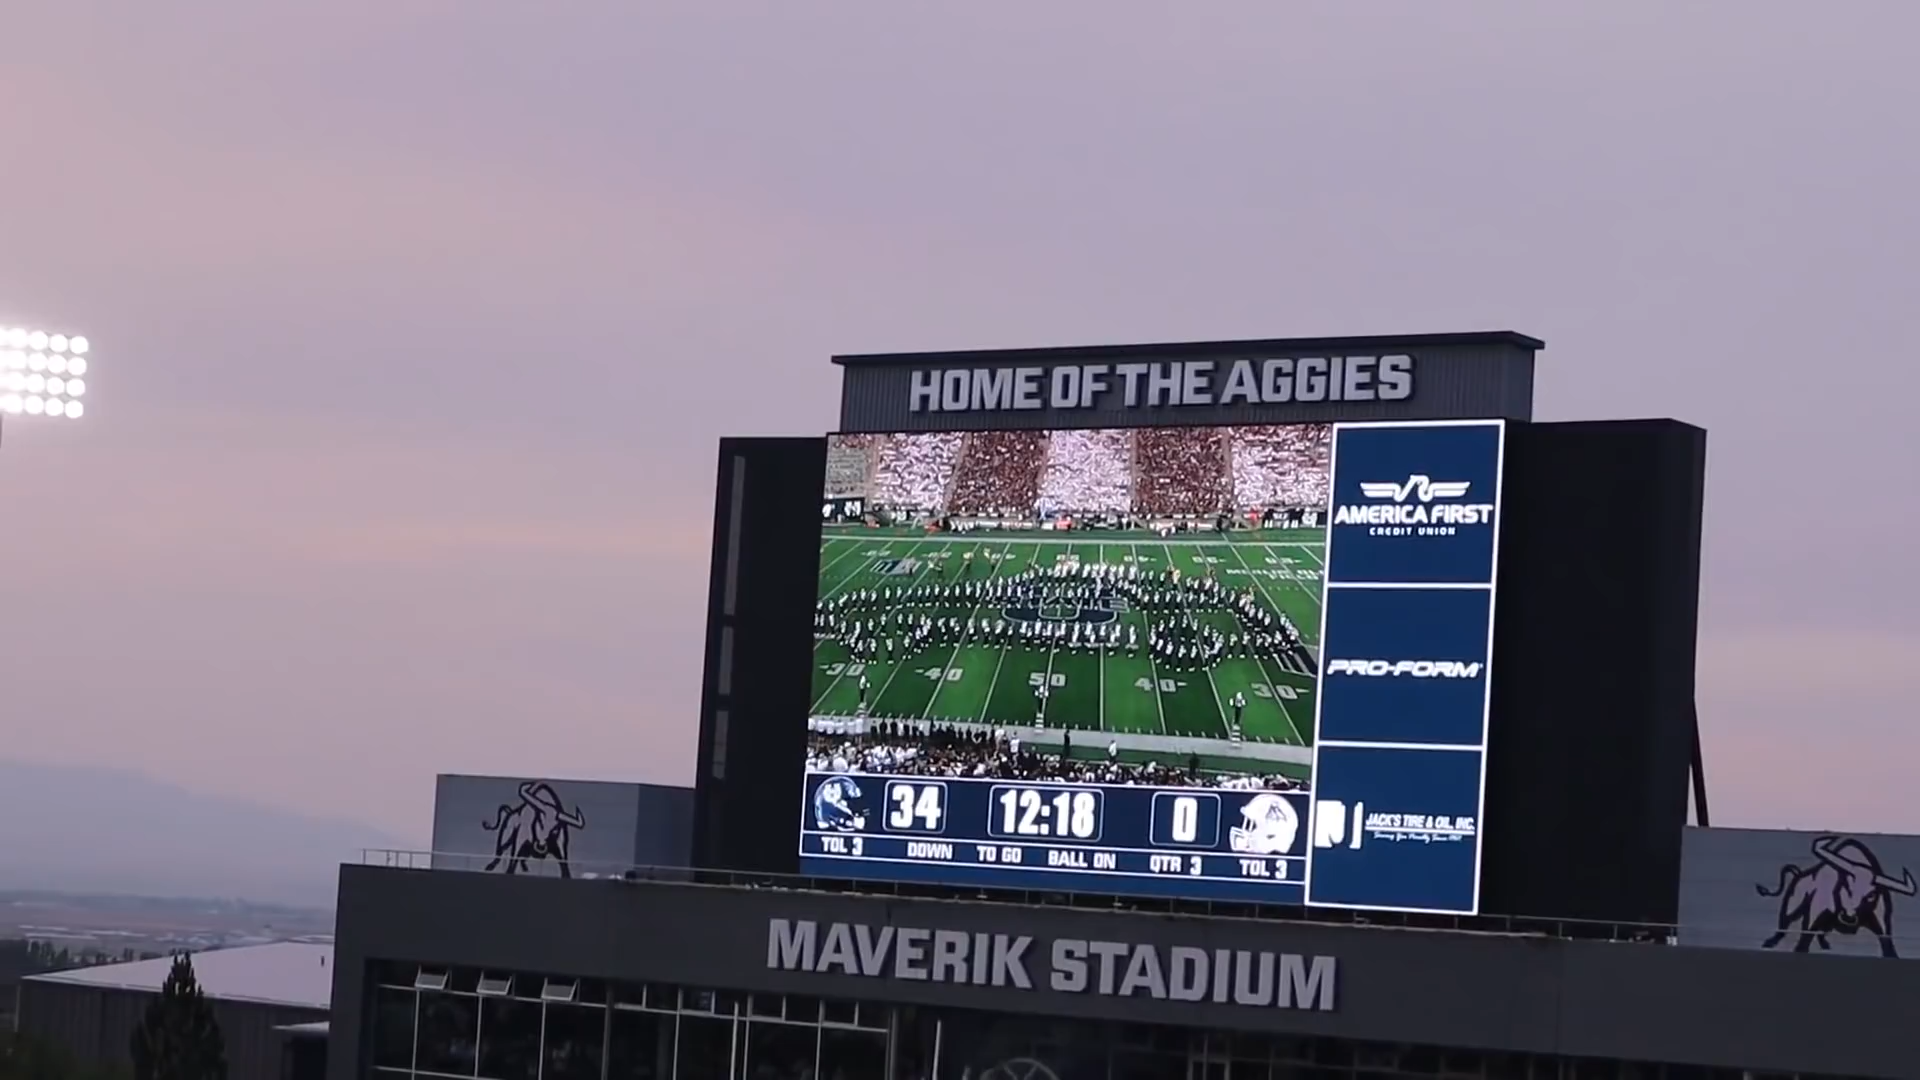 HOME OF THE AGGIES
AMERICA FIRST
CREDIT UNION
PRO-FORM
JACK'S TIRE & OIL, INC.
30 40 50 40 30
34 12:18 0
TOL 3 DOWN TO GO BALL ON QTR 3 TOL 3
MAVERIK STADIUM